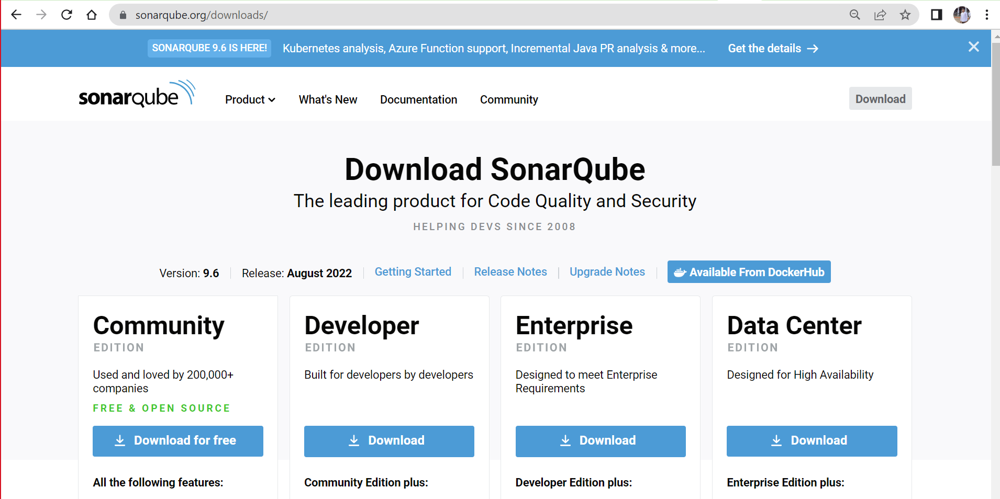 sonarqube.org/downloads/
SONARQUBE 9.6 IS HERE! Kubernetes analysis, Azure Function support, Incremental Java PR analysis & more... Get the details →
sonarqube Product What's New Documentation Community Download
Download SonarQube
The leading product for Code Quality and Security
HELPING DEVS SINCE 2008
Version: 9.6 Release: August 2022 Getting Started Release Notes Upgrade Notes Available From DockerHub
Community
EDITION
Used and loved by 200,000+
companies
FREE & OPEN SOURCE
Download for free
All the following features:
Developer
EDITION
Built for developers by developers
Download
Community Edition plus:
Enterprise
EDITION
Designed to meet Enterprise
Requirements
Download
Developer Edition plus:
Data Center
EDITION
Designed for High Availability
Download
Enterprise Edition plus: